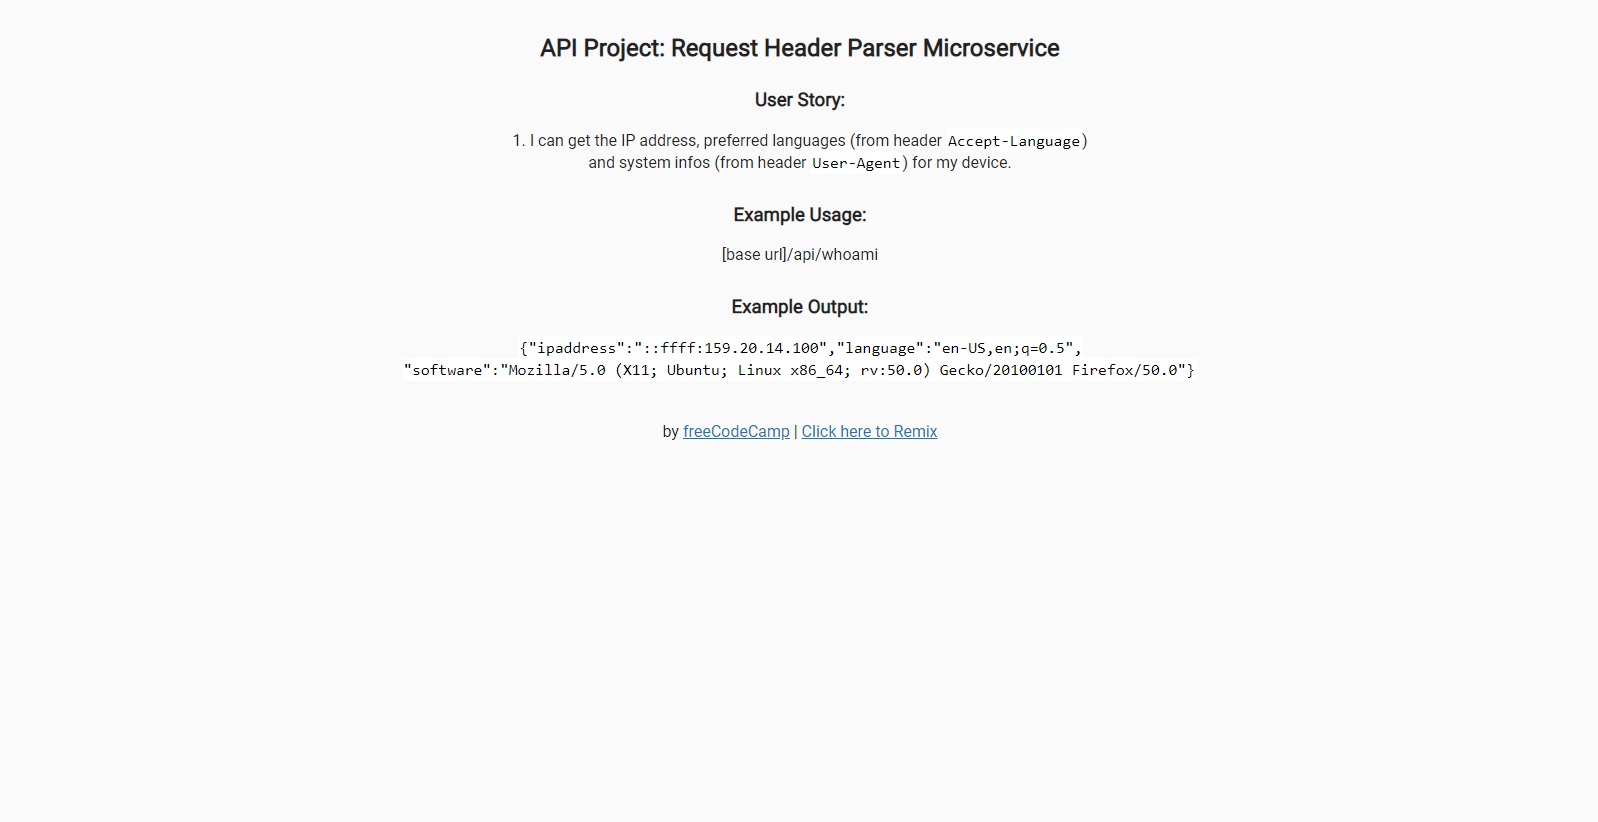 API Project: Request Header Parser Microservice
User Story:
1. I can get the IP address, preferred languages (from header Accept-Language)
and system infos (from header User-Agent) for my device.
Example Usage:
[base url]/api/whoami
Example Output:
{"ipaddress":"::ffff:159.20.14.100","language":"en-US,en;q=0.5",
"software":"Mozilla/5.0 (X11; Ubuntu; Linux x86_64; rv:50.0) Gecko/20100101 Firefox/50.0"}
by freeCodeCamp | Click here to Remix